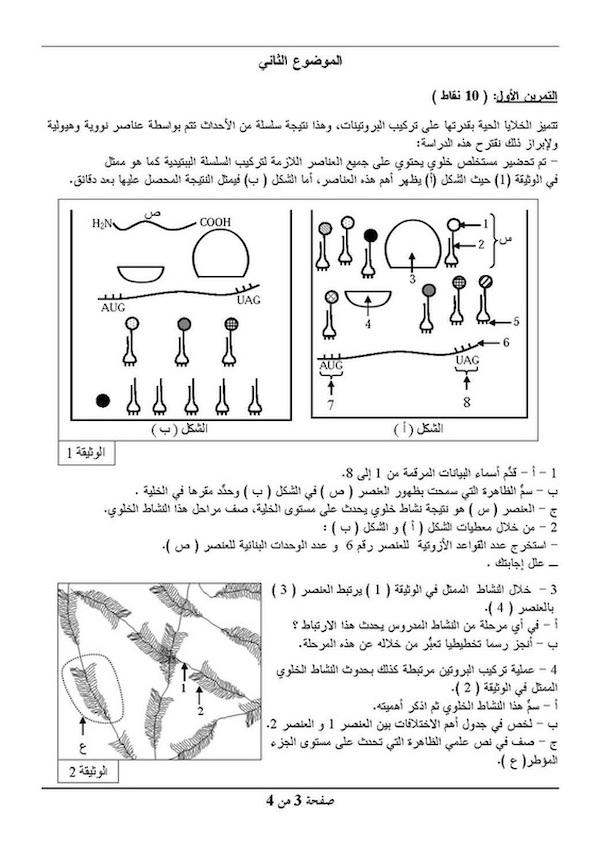 الموضوع الثاني
التمرين الأول: ( 10 نقاط )
تتميز الخلايا الحية بقدرتها على تركيب البروتينات، وهذا نتيجة سلسلة من الأحداث تتم بواسطة عناصر نووية وهيولية
ولإبراز ذلك نقترح هذه الدراسة:
– تم تحضير مستخلص خلوي يحتوي على جميع العناصر اللازمة لتركيب السلسلة الببتيدية كما هو ممثل
في الوثيقة (1) حيث الشكل (أ) يظهر أهم هذه العناصر، أما الشكل ( ب) فيمثل النتيجة المحصل عليها بعد دقائق.
س
1
2
3
4
5
6
AUG
UAG
7
8
الشكل ( أ )
ص
H₂N
COOH
AUG
UAG
الشكل ( ب )
الوثيقة 1
1 – أ – قدّم أسماء البيانات المرقمة من 1 إلى 8.
ب – سمّ الظاهرة التي سمحت بظهور العنصر ( ص ) في الشكل ( ب ) وحدّد مقرها في الخلية .
ج – العنصر ( س ) هو نتيجة نشاط خلوي يحدث على مستوى الخلية، صف مراحل هذا النشاط الخلوي.
2 – من خلال معطيات الشكل ( أ ) و الشكل ( ب ) :
– استخرج عدد القواعد الأزوتية للعنصر رقم 6 و عدد الوحدات البنائية للعنصر ( ص ).
— علل إجابتك .
3 – خلال النشاط الممثل في الوثيقة ( 1 ) يرتبط العنصر ( 3 )
بالعنصر ( 4 ).
أ – في أي مرحلة من النشاط المدروس يحدث هذا الارتباط ؟
ب – أنجز رسما تخطيطيا تعبّر من خلاله عن هذه المرحلة.
4 – عملية تركيب البروتين مرتبطة كذلك بحدوث النشاط الخلوي
الممثل في الوثيقة ( 2 ).
أ – سمّ هذا النشاط الخلوي ثم اذكر أهميته.
ب – لخص في جدول أهم الاختلافات بين العنصر 1 و العنصر 2.
ج – صف في نص علمي الظاهرة التي تحدث على مستوى الجزء
المؤطر( ع ).
1
2
ع
الوثيقة 2
صفحة 3 من 4